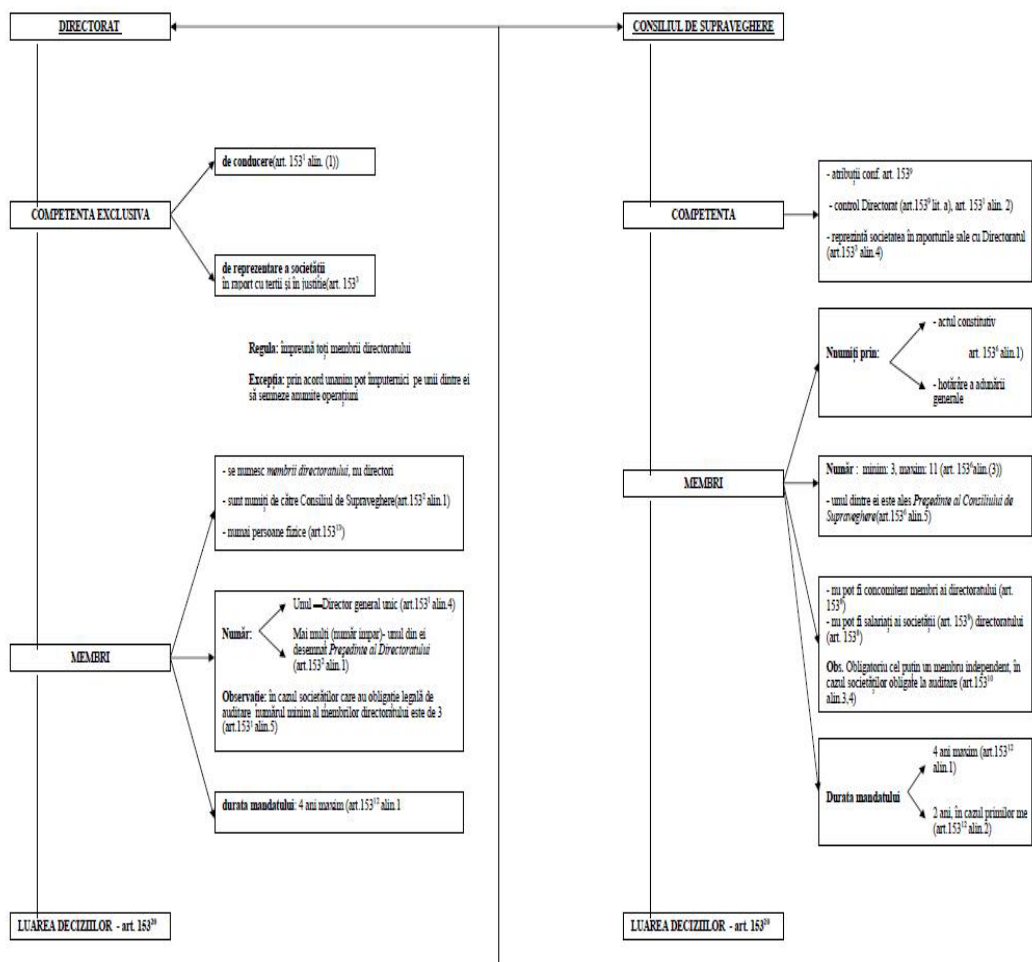 DIRECTORAT
de conducere(art. 153¹ alin. (1))
COMPETENTA EXCLUSIVA
de reprezentare a societății
în raport cu tertii și în justitie(art. 153³
Regula: împreună toți membrii directoratului
Excepția: prin acord unanim pot împuternici pe unii dintre ei
să semneze anumite operațiuni
- se numesc membrii directoratului, nu directori
- sunt numiți de către Consiliul de Supraveghere(art.153² alin.1)
- numai persoane fizice (art.153¹³)
Unul —Director general unic (art.153¹ alin.4)
Număr:
Mai mulți (număr impar)- unul din ei
desemnat Președinte al Directoratului
(art.153² alin.1)
Observație: în cazul societăților care au obligație legală de
auditare numărul minim al membrilor directoratului este de 3
(art.153¹ alin.5)
MEMBRI
durata mandatului: 4 ani maxim (art.153¹² alin.1
LUAREA DECIZIILOR - art. 153²⁰
CONSILIUL DE SUPRAVEGHERE
- atribuții conf. art. 153⁹
- control Directorat (art.153⁹ lit. a), art. 153¹ alin. 2)
- reprezintă societatea în raporturile sale cu Directoratul
(art.153³ alin.4)
COMPETENTA
- actul constitutiv
Nnumiți prin:
art. 153⁶ alin.1)
- hotărâre a adunării
generale
Număr : minim: 3, maxim: 11 (art. 153⁶alin.(3))
- unul dintre ei este ales Președinte al Consiliului de
Supraveghere(art.153⁶ alin.5)
MEMBRI
- nu pot fi concomitent membri ai directoratului (art.
153⁸)
- nu pot fi salariați ai societății (art. 153⁸) directoratului
(art. 153⁸)
Obs. Obligatoriu cel puțin un membru independent, în
cazul societăților obligate la auditare (art.153¹⁰
alin.3,4)
4 ani maxim (art.153¹²
alin.1)
Durata mandatului
2 ani, în cazul primilor me
(art.153¹² alin.2)
LUAREA DECIZIILOR - art. 153²⁰